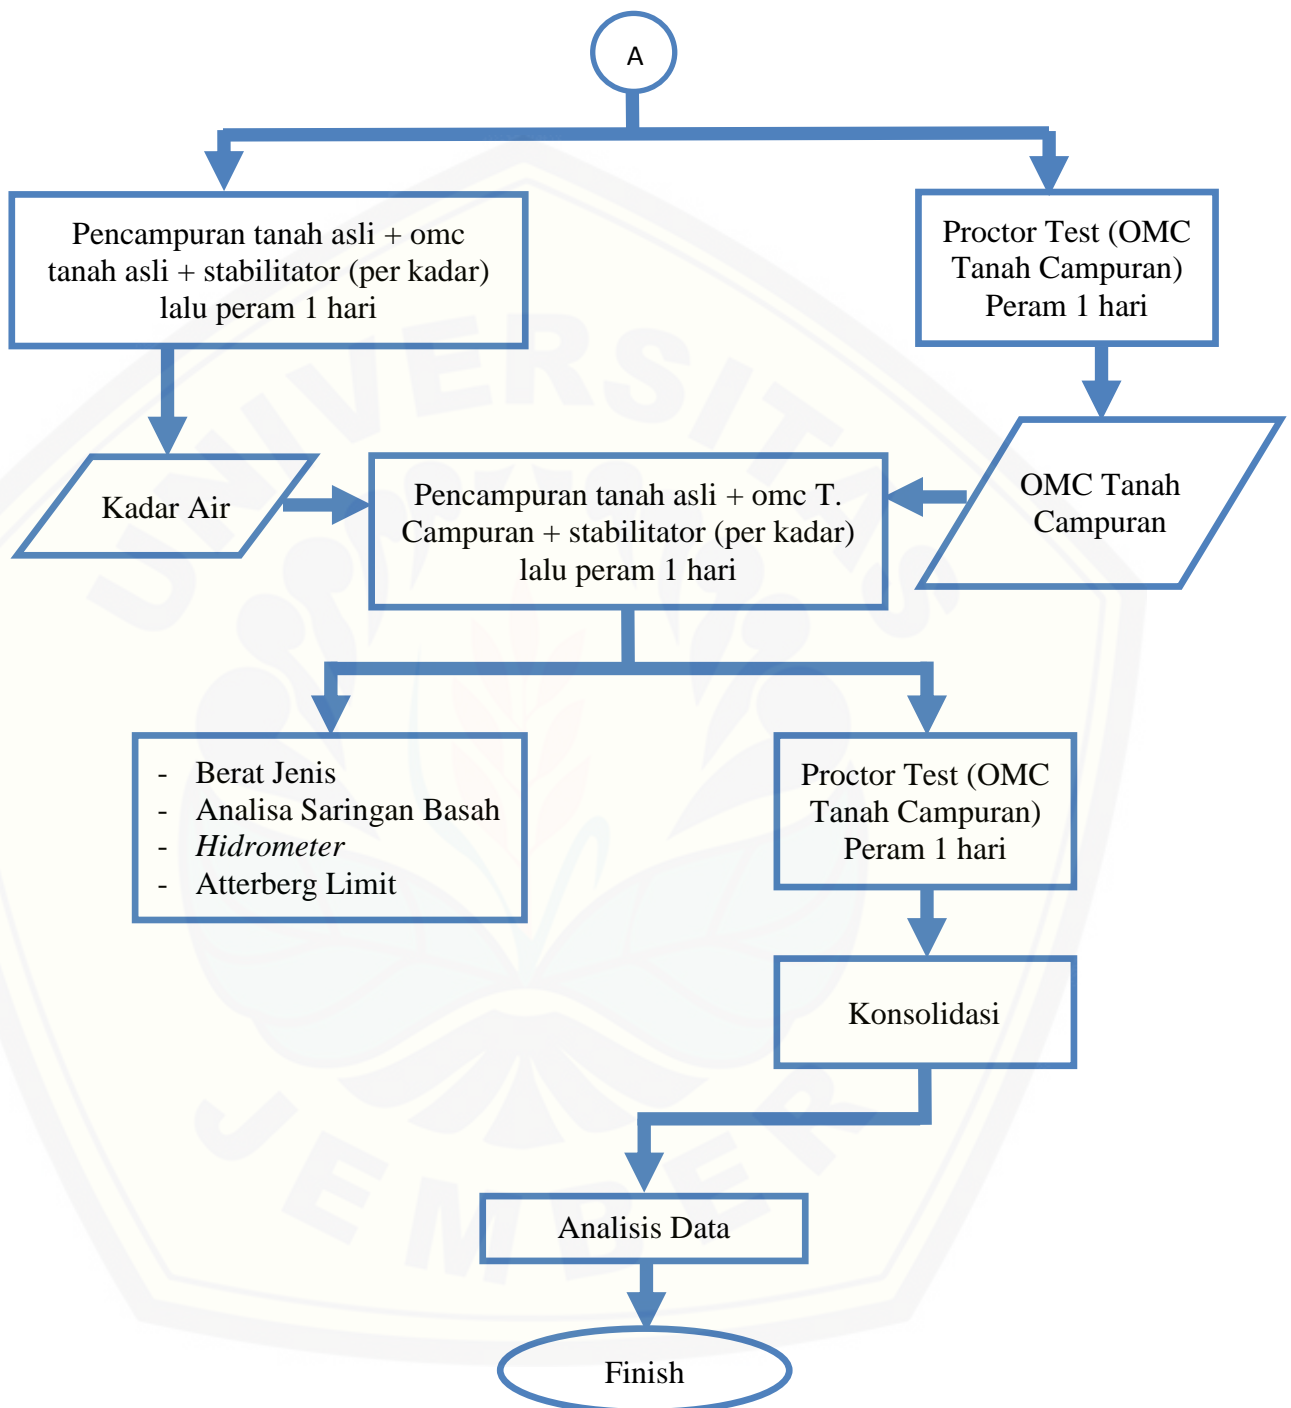 A
Pencampuran tanah asli + omc
tanah asli + stabilitator (per kadar)
lalu peram 1 hari
Proctor Test (OMC
Tanah Campuran)
Peram 1 hari
Kadar Air
Pencampuran tanah asli + omc T.
Campuran + stabilitator (per kadar)
lalu peram 1 hari
OMC Tanah
Campuran
- Berat Jenis
- Analisa Saringan Basah
- Hidrometer
- Atterberg Limit
Proctor Test (OMC
Tanah Campuran)
Peram 1 hari
Konsolidasi
Analisis Data
Finish
UNIVERSITAS
JEMBER